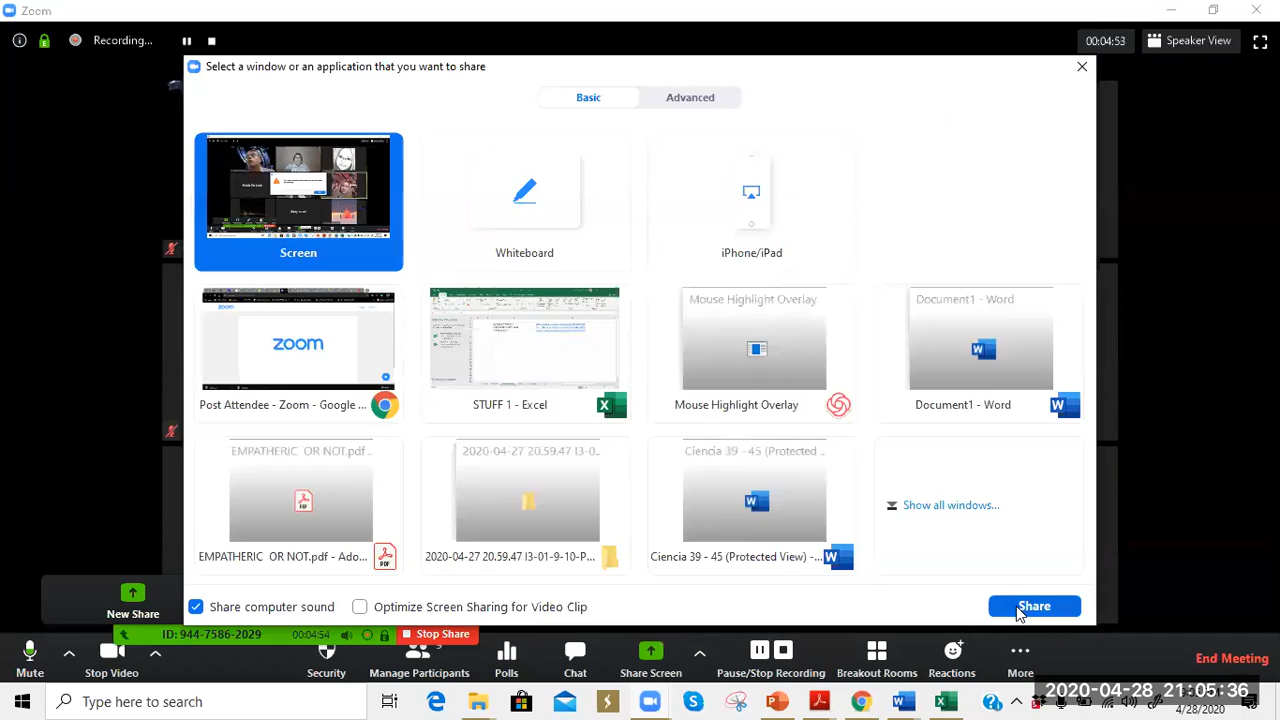 Zoom
Recording...
00:04:53
Speaker View
Select a window or an application that you want to share
Basic
Advanced
Screen
Whiteboard
iPhone/iPad
zoom
Mouse Highlight Overlay
Document1 - Word
Post Attendee - Zoom - Google ...
STUFF 1 - Excel
Mouse Highlight Overlay
Document1 - Word
EMPATHERIC OR NOT.pdf ...
2020-04-27 20.59.47 I3-0...
Ciencia 39 - 45 (Protected ...
Show all windows...
EMPATHERIC OR NOT.pdf - Ado...
2020-04-27 20.59.47 I3-01-9-10-P...
Ciencia 39 - 45 (Protected View) -...
New Share
Share computer sound
Optimize Screen Sharing for Video Clip
Share
ID: 944-7586-2029
00:04:54
Stop Share
Mute
Stop Video
Security
Manage Participants
Polls
Chat
Share Screen
Pause/Stop Recording
Breakout Rooms
Reactions
More
End Meeting
Type here to search
2020-04-28 21:05:36
4/28/2020